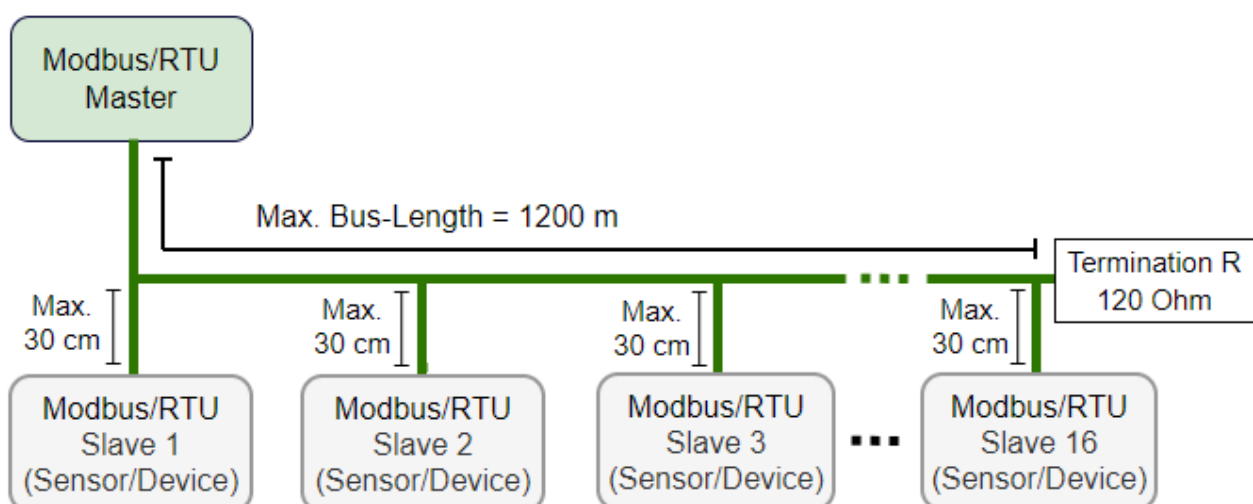 Modbus/RTU
Master
Max. Bus-Length = 1200 m
Termination R
120 Ohm
Max.
30 cm
Max.
30 cm
Max.
30 cm
Max.
30 cm
Modbus/RTU
Slave 1
(Sensor/Device)
Modbus/RTU
Slave 2
(Sensor/Device)
Modbus/RTU
Slave 3
(Sensor/Device)
Modbus/RTU
Slave 16
(Sensor/Device)